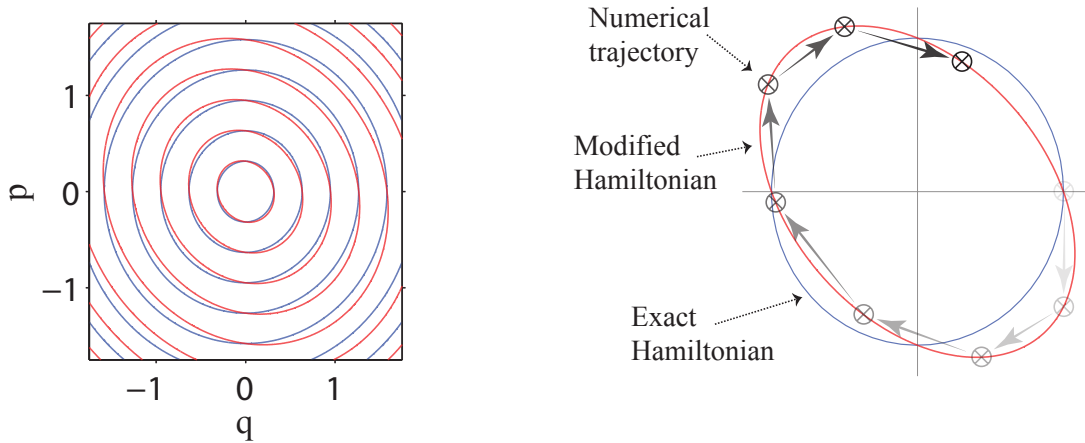 1
0
−1
p
−1
0
1
q
Numerical
trajectory
Modified
Hamiltonian
Exact
Hamiltonian